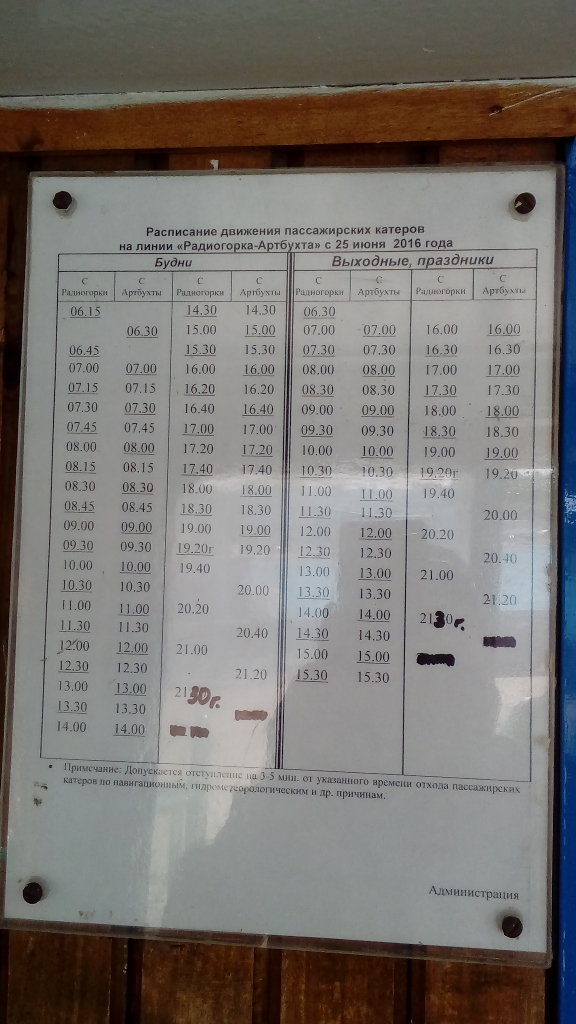 Расписание движения пассажирских катеров
на линии «Радиогорка-Артбухта» с 25 июня 2016 года
Будни Выходные, праздники
С Радиогорки С Артбухты С Радиогорки С Артбухты С Радиогорки С Артбухты С Радиогорки С Артбухты
06.15 14.30 14.30 06.30
06.30 15.00 15.00 07.00 07.00 16.00 16.00
06.45 15.30 15.30 07.30 07.30 16.30 16.30
07.00 07.00 16.00 16.00 08.00 08.00 17.00 17.00
07.15 07.15 16.20 16.20 08.30 08.30 17.30 17.30
07.30 07.30 16.40 16.40 09.00 09.00 18.00 18.00
07.45 07.45 17.00 17.00 09.30 09.30 18.30 18.30
08.00 08.00 17.20 17.20 10.00 10.00 19.00 19.00
08.15 08.15 17.40 17.40 10.30 10.30 19.20г 19.20
08.30 08.30 18.00 18.00 11.00 11.00 19.40
08.45 08.45 18.30 18.30 11.30 11.30 20.00
09.00 09.00 19.00 19.00 12.00 12.00 20.20
09.30 09.30 19.20г 19.20 12.30 12.30 20.40
10.00 10.00 19.40 13.00 13.00 21.00
10.30 10.30 20.00 13.30 13.30 21.20
11.00 11.00 20.20 14.00 14.00 2130г.
11.30 11.30 20.40 14.30 14.30
12.00 12.00 21.00 15.00 15.00
12.30 12.30 21.20 15.30 15.30
13.00 13.00 2130г.
13.30 13.30
14.00 14.00
• Примечание: Допускается отступление на 3-5 мин. от указанного времени отхода пассажирских
катеров по навигационным, гидрометеорологическим и др. причинам.
Администрация